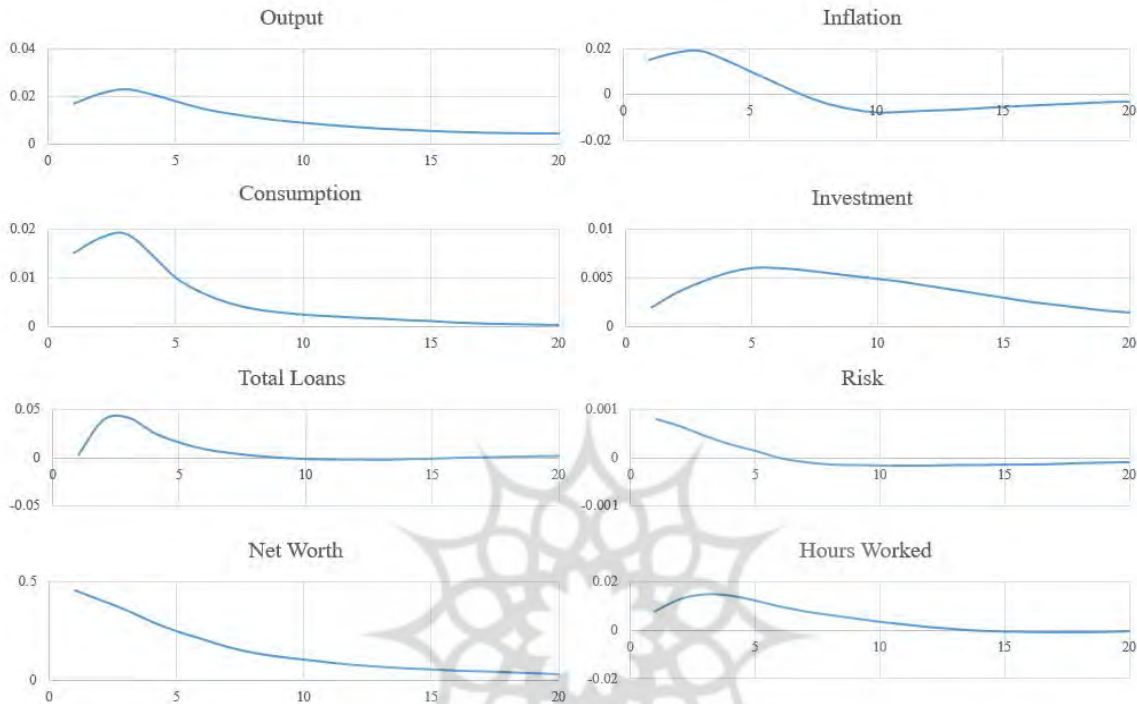 Output
0.04
0.02
0
0 5 10 15 20
Inflation
0.02
0
-0.02
0 5 10 15 20
Consumption
0.02
0.01
0
0 5 10 15 20
Investment
0.01
0.005
0
0 5 10 15 20
Total Loans
0.05
0
-0.05
0 5 10 15 20
Risk
0.001
0
-0.001
0 5 10 15 20
Net Worth
0.5
0
0 5 10 15 20
Hours Worked
0.02
0
-0.02
0 5 10 15 20